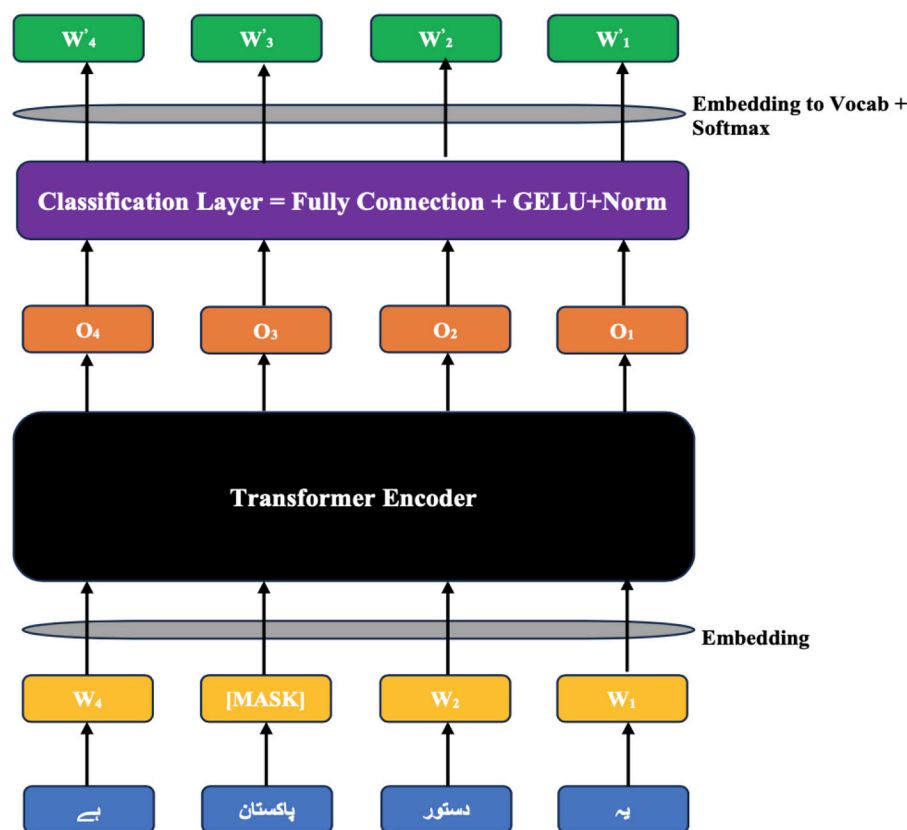 W'4 W'3 W'2 W'1
Embedding to Vocab +
Softmax
Classification Layer = Fully Connection + GELU+Norm
O4 O3 O2 O1
Transformer Encoder
Embedding
W4 [MASK] W2 W1
یہ دستور پاکستان ہے